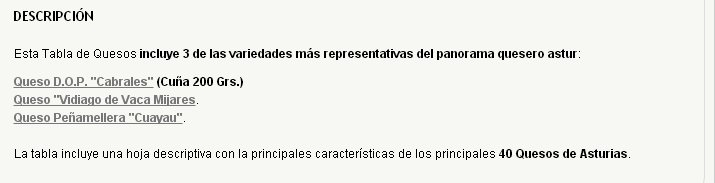 DESCRIPCIÓN
Esta Tabla de Quesos incluye 3 de las variedades más representativas del panorama quesero astur:
Queso D.O.P. "Cabrales" (Cuña 200 Grs.)
Queso "Vidiago de Vaca Mijares.
Queso Peñamellera "Cuayau".
La tabla incluye una hoja descriptiva con la principales características de los principales 40 Quesos de Asturias.